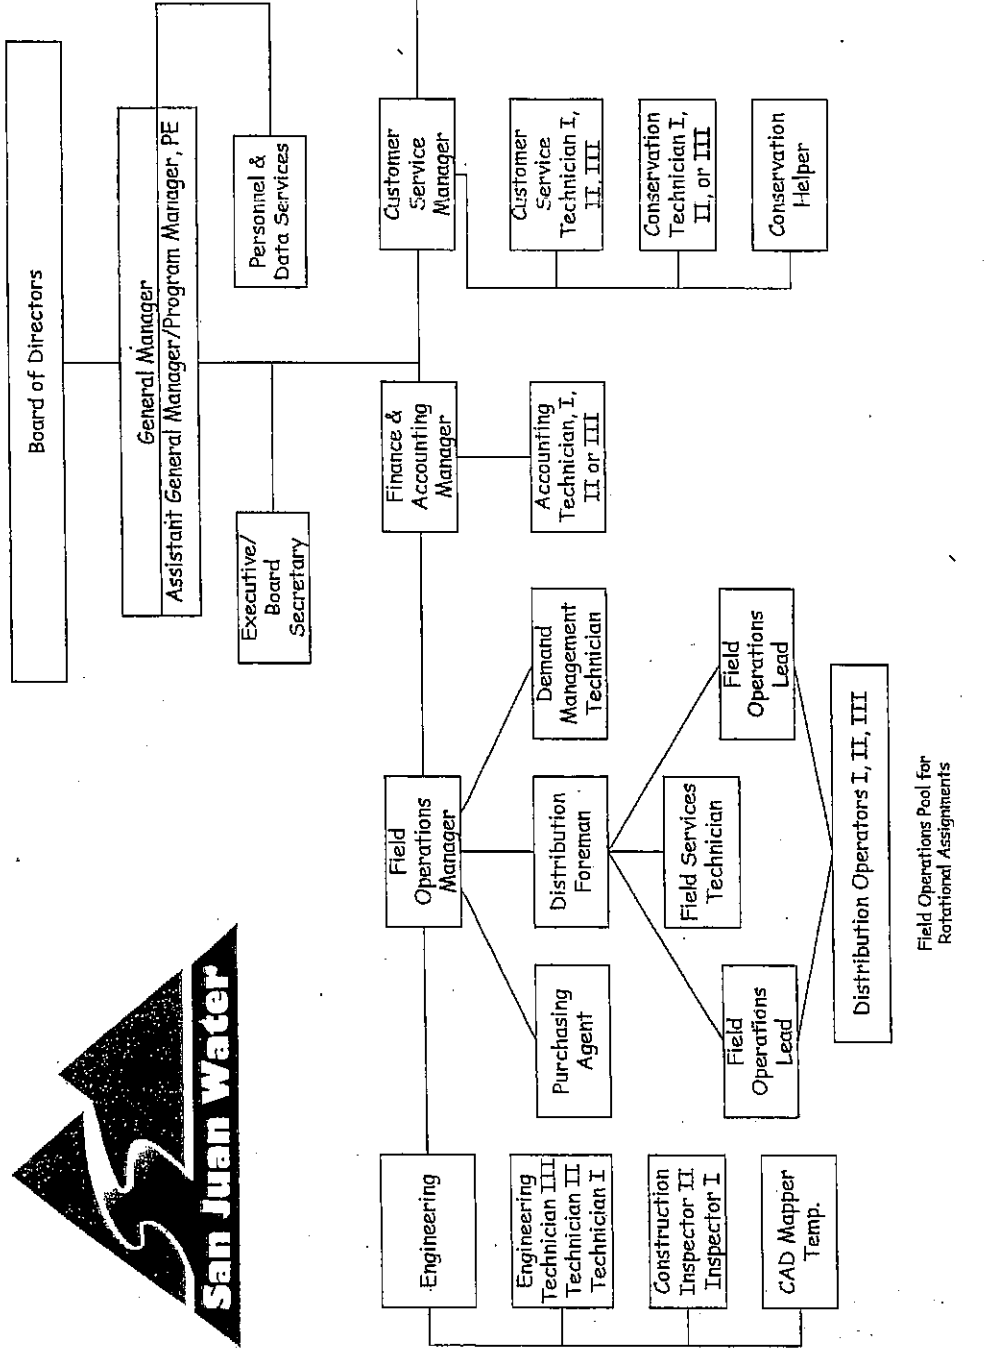 San Juan Water
Board of Directors
General Manager
Assistant General Manager/Program Manager, PE
Executive/
Board
Secretary
Personnel &
Data Services
Engineering
Field
Operations
Manager
Finance &
Accounting
Manager
Customer
Service
Manager
Engineering
Technician III
Technician II
Technician I
Construction
Inspector II
Inspector I
CAD Mapper
Temp.
Purchasing
Agent
Distribution
Foreman
Demand
Management
Technician
Field
Operations
Lead
Field Services
Technician
Field
Operations
Lead
Distribution Operators I, II, III
Field Operations Pool for
Rotational Assignments
Accounting
Technician, I,
II or III
Customer
Service
Technician I,
II, III
Conservation
Technician I,
II, or III
Conservation
Helper